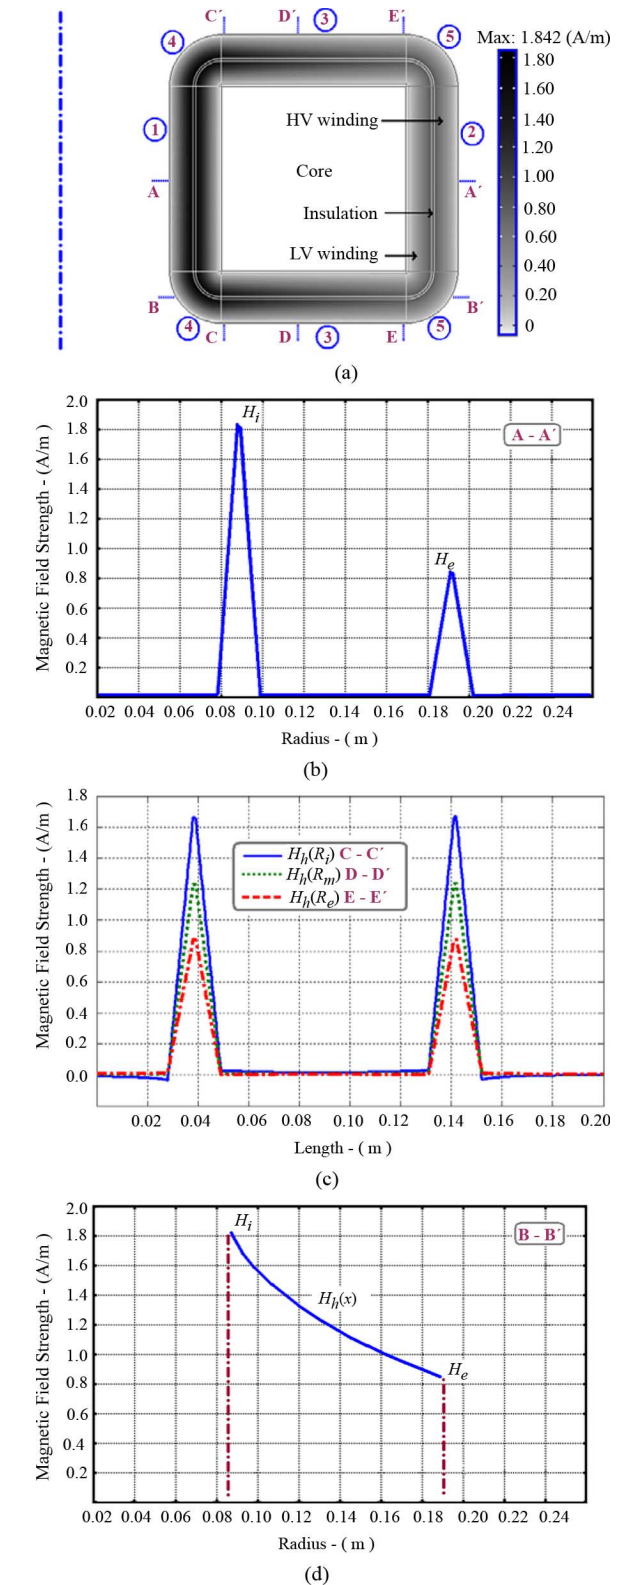 C´ D´ 3 E´
4 5 Max: 1.842 (A/m)
1.80
1.60
HV winding 1.40
1 2 1.20
Core 1.00
A A´
Insulation 0.80
0.60
LV winding 0.40
B B´ 0.20
4 C D 3 E 5 0
(a)
2.0
H_i
1.8 A - A´
1.6
1.4
1.2
1.0
H_e
0.8
0.6
0.4
0.2
Magnetic Field Strength - (A/m )
0.02 0.04 0.06 0.08 0.10 0.12 0.14 0.16 0.18 0.20 0.22 0.24
Radius - ( m )
(b)
1.8
1.6
1.4 H_h(R_i) C - C´
H_h(R_m) D - D´
1.2 H_h(R_e) E - E´
1.0
0.8
0.6
0.4
0.2
0.0
Magnetic Field Strength - (A/m )
0.02 0.04 0.06 0.08 0.10 0.12 0.14 0.16 0.18 0.20
Length - ( m )
(c)
2.0
H_i
1.8 B - B´
1.6
1.4 H_h(x)
1.2
1.0
H_e
0.8
0.6
0.4
0.2
Magnetic Field Strength - (A/m )
0.02 0.04 0.06 0.08 0.10 0.12 0.14 0.16 0.18 0.20 0.22 0.24
Radius - ( m )
(d)